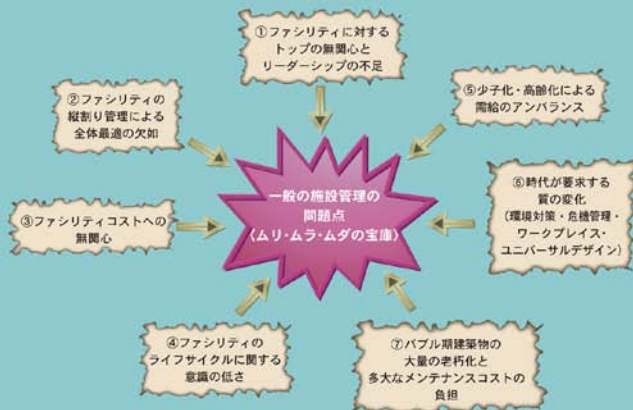 ①ファシリティに対する
トップの無関心と
リーダーシップの不足
②ファシリティの
縦割り管理による
全体最適の欠如
⑤少子化・高齢化による
需給のアンバランス
一般の施設管理の
問題点
〈ムリ・ムラ・ムダの宝庫〉
③ファシリティコストへの
無関心
⑥時代が要求する
質の変化
(環境対策・危機管理・
ワークプレイス・
ユニバーサルデザイン)
④ファシリティの
ライフサイクルに関する
意識の低さ
⑦バブル期建築物の
大量の老朽化と
多大なメンテナンスコストの
負担